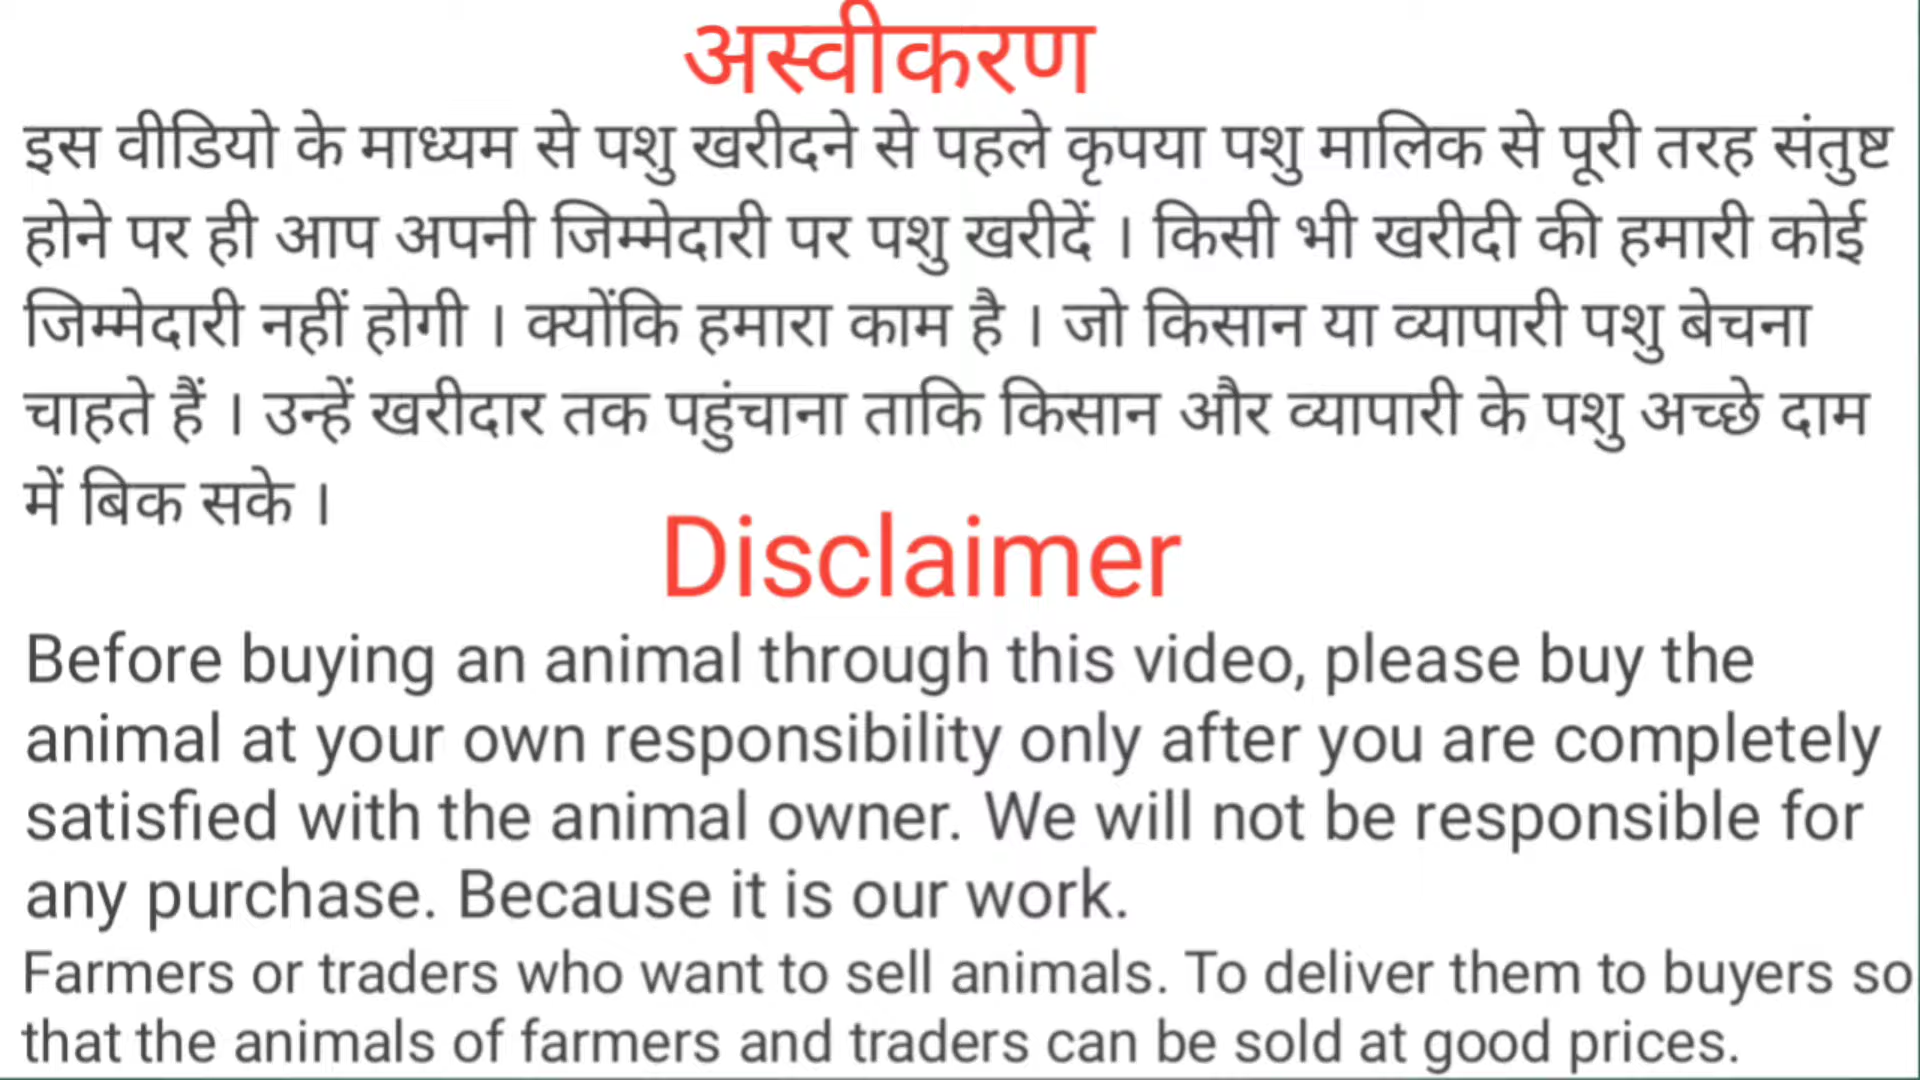 अस्वीकरण
इस वीडियो के माध्यम से पशु खरीदने से पहले कृपया पशु मालिक से पूरी तरह संतुष्ट
होने पर ही आप अपनी जिम्मेदारी पर पशु खरीदें । किसी भी खरीदी की हमारी कोई
जिम्मेदारी नहीं होगी । क्योंकि हमारा काम है । जो किसान या व्यापारी पशु बेचना
चाहते हैं । उन्हें खरीदार तक पहुंचाना ताकि किसान और व्यापारी के पशु अच्छे दाम
में बिक सके ।
Disclaimer
Before buying an animal through this video, please buy the
animal at your own responsibility only after you are completely
satisfied with the animal owner. We will not be responsible for
any purchase. Because it is our work.
Farmers or traders who want to sell animals. To deliver them to buyers so
that the animals of farmers and traders can be sold at good prices.